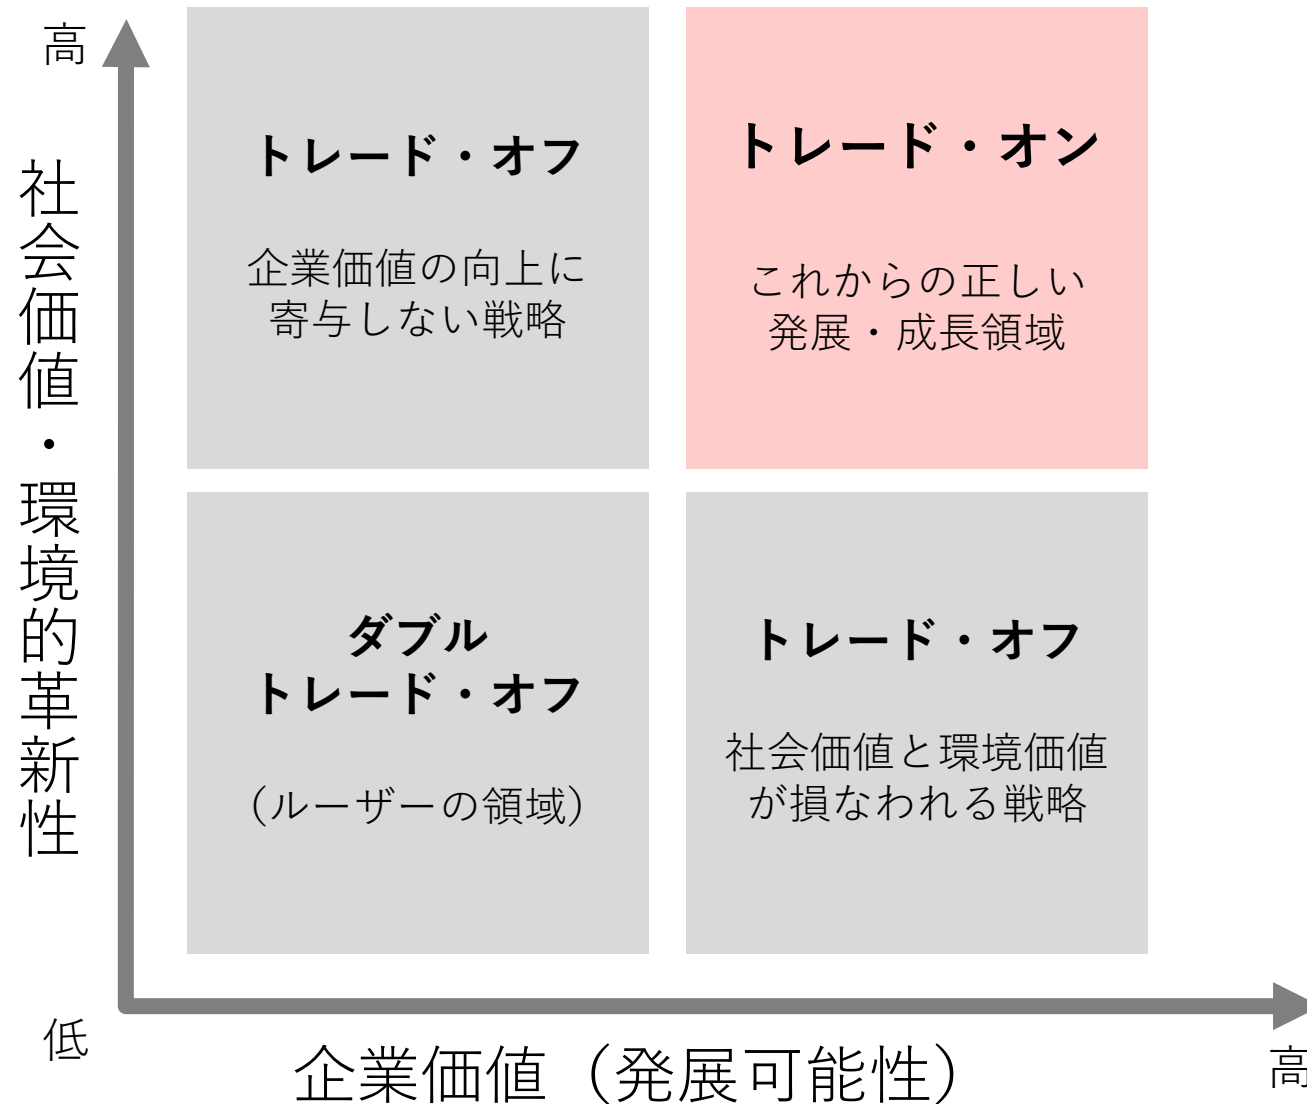 高
社会価値・環境的革新性
トレード・オフ
企業価値の向上に
寄与しない戦略
トレード・オン
これからの正しい
発展・成長領域
ダブル
トレード・オフ
（ルーザーの領域）
トレード・オフ
社会価値と環境価値
が損なわれる戦略
低
企業価値（発展可能性）
高